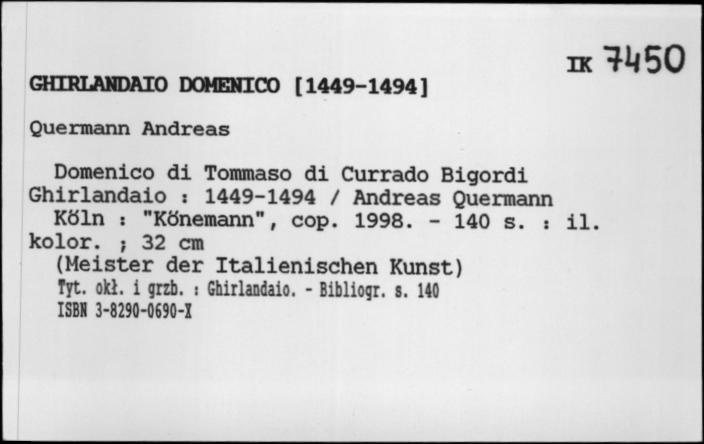 IK 7450
GHIRLANDAIO DOMENICO [1449-1494]
Quermann Andreas
Domenico di Tommaso di Currado Bigordi
Ghirlandaio : 1449-1494 / Andreas Quermann
Köln : "Könemann", cop. 1998. - 140 s. : il.
kolor. ; 32 cm
(Meister der Italienischen Kunst)
Tyt. okł. i grzb. : Ghirlandaio. - Bibliogr. s. 140
ISBN 3-8290-0690-X